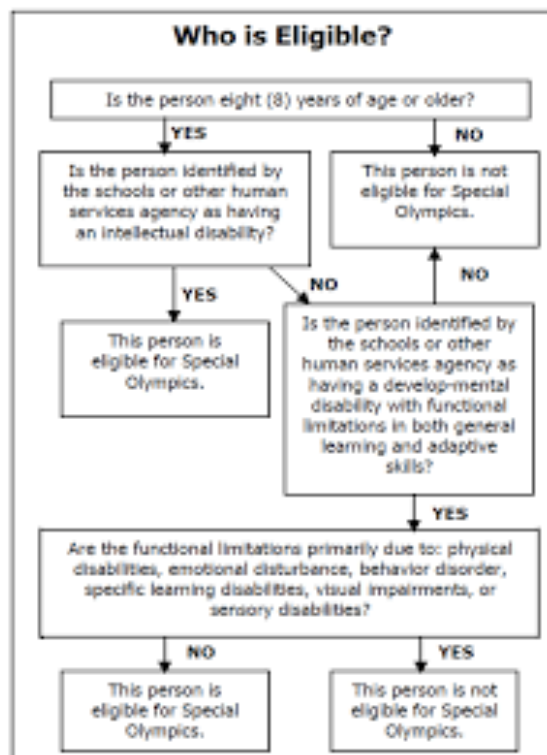 Who is Eligible?
Is the person eight (8) years of age or older?
YES
NO
Is the person identified by
the schools or other human
services agency as having
an intellectual disability?
This person is not
eligible for Special
Olympics.
YES
NO
NO
This person is
eligible for Special
Olympics.
Is the person identified by
the schools or other
human services agency as
having a develop-mental
disability with functional
limitations in both general
learning and adaptive
skills?
YES
Are the functional limitations primarily due to: physical
disabilities, emotional disturbance, behavior disorder,
specific learning disabilities, visual impairments, or
sensory disabilities?
NO
YES
This person is
eligible for Special
Olympics.
This person is not
eligible for Special
Olympics.